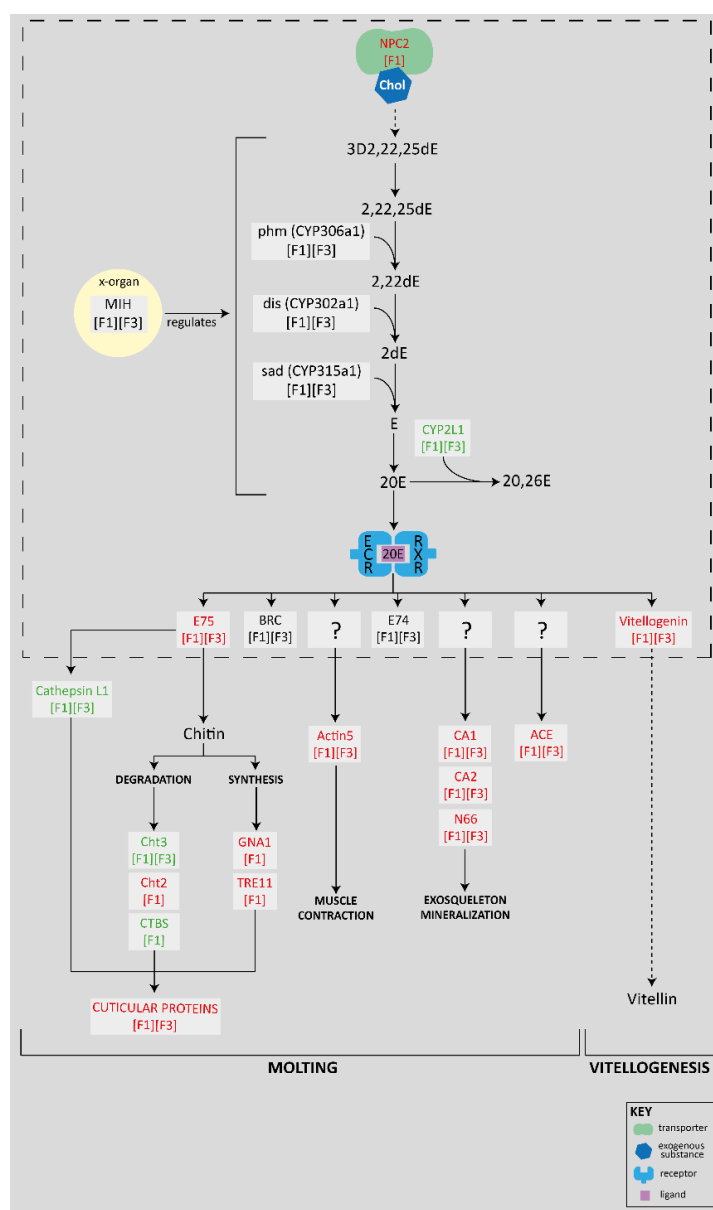 NPC2
[F1]
Chol
3D2,22,25dE
2,22,25dE
phm (CYP306a1)
[F1][F3]
2,22dE
x-organ
MIH
[F1][F3]
regulates
dis (CYP302a1)
[F1][F3]
2dE
sad (CYP315a1)
[F1][F3]
E
CYP2L1
[F1][F3]
20E
20,26E
ECR
20E
RXR
E75
[F1][F3]
BRC
[F1][F3]
?
E74
[F1][F3]
?
?
Vitellogenin
[F1][F3]
Cathepsin L1
[F1][F3]
Chitin
DEGRADATION
SYNTHESIS
Actin5
[F1][F3]
CA1
[F1][F3]
CA2
[F1][F3]
N66
[F1][F3]
ACE
[F1][F3]
Cht3
[F1][F3]
Cht2
[F1]
CTBS
[F1]
GNA1
[F1]
TRE11
[F1]
MUSCLE
CONTRACTION
EXOSQUELETON
MINERALIZATION
CUTICULAR PROTEINS
[F1][F3]
Vitellin
MOLTING
VITELLOGENESIS
KEY
transporter
exogenous
substance
receptor
ligand